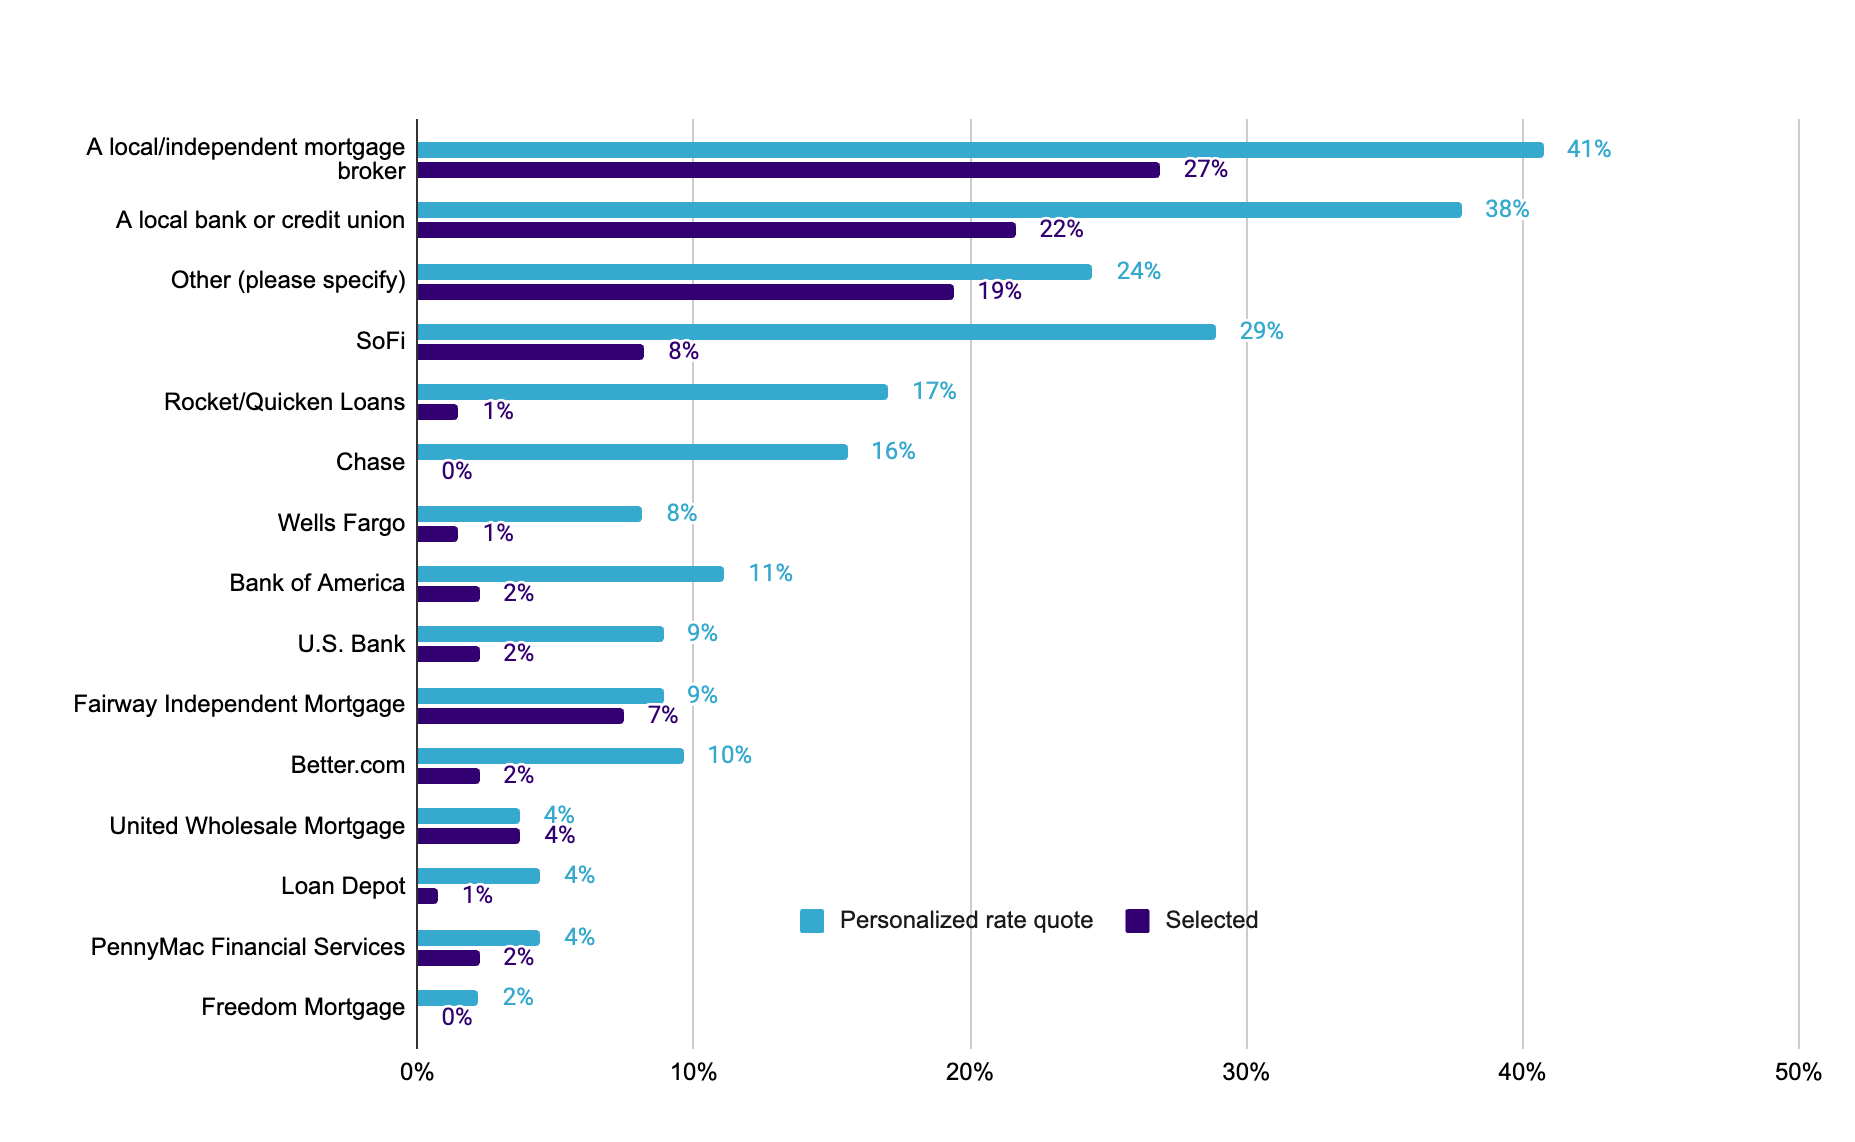 A local/independent mortgage
broker
41%
27%
A local bank or credit union
38%
22%
Other (please specify)
24%
19%
SoFi
29%
8%
Rocket/Quicken Loans
17%
1%
Chase
16%
0%
Wells Fargo
8%
1%
Bank of America
11%
2%
U.S. Bank
9%
2%
Fairway Independent Mortgage
9%
7%
Better.com
10%
2%
United Wholesale Mortgage
4%
4%
Loan Depot
4%
1%
Personalized rate quote Selected
PennyMac Financial Services
4%
2%
Freedom Mortgage
2%
0%
0% 10% 20% 30% 40% 50%